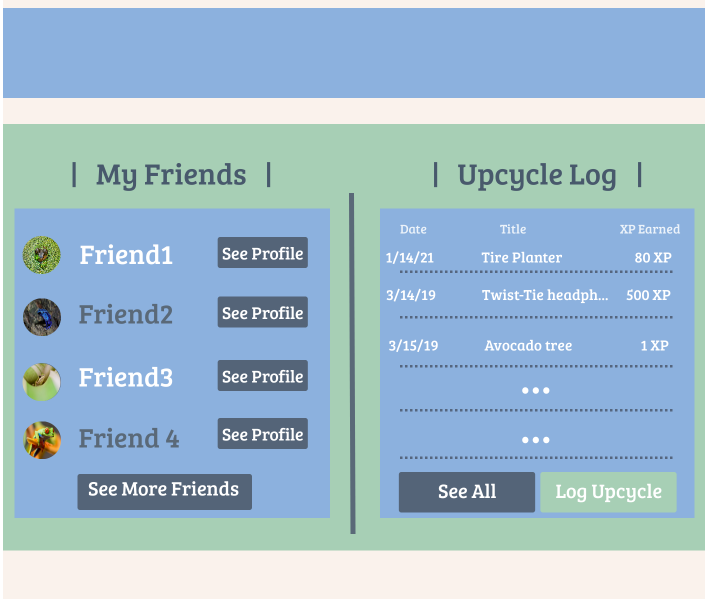 | My Friends |
Friend1 See Profile
Friend2 See Profile
Friend3 See Profile
Friend 4 See Profile
See More Friends
| Upcycle Log |
Date Title XP Earned
1/14/21 Tire Planter 80 XP
3/14/19 Twist-Tie headph... 500 XP
3/15/19 Avocado tree 1 XP
...
...
See All Log Upcycle